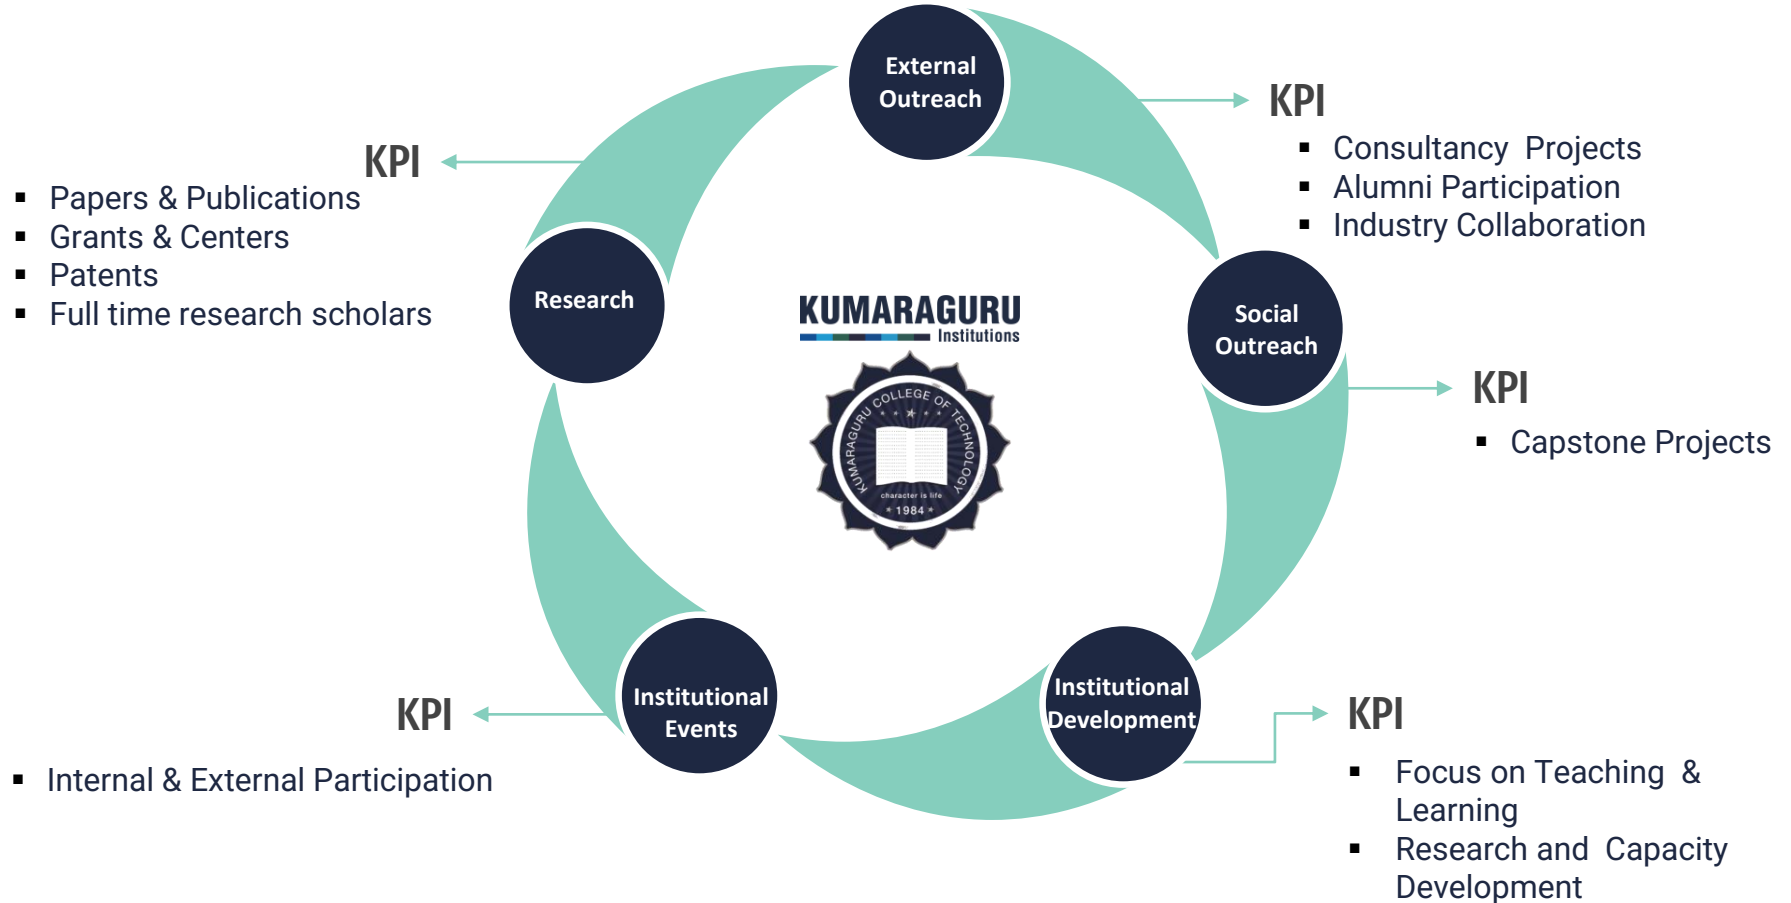 External
Outreach
KPI
▪ Consultancy Projects
▪ Alumni Participation
▪ Industry Collaboration
Social
Outreach
KPI
▪ Capstone Projects
Institutional
Development
KPI
▪ Focus on Teaching &
Learning
▪ Research and Capacity
Development
Institutional
Events
KPI
▪ Internal & External Participation
Research
KPI
▪ Papers & Publications
▪ Grants & Centers
▪ Patents
▪ Full time research scholars
KUMARAGURU
Institutions
KUMARAGURU COLLEGE OF TECHNOLOGY
character is life
* 1984 *